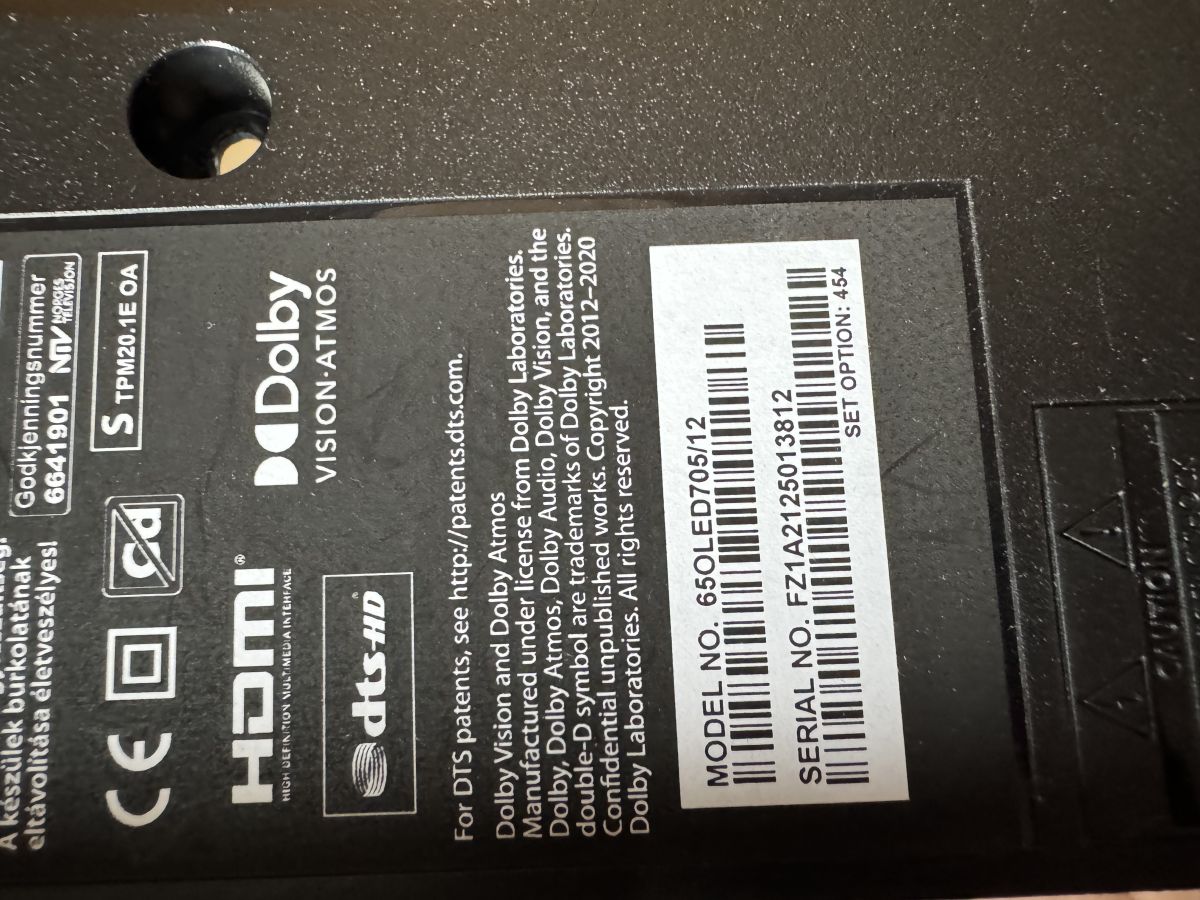 eltávolítása életveszélyes!
A készülék burkolatának
Godkjenningsnummer
6641901 NTV NORGES TELEVISJON
CE
Cd
S TPM20.1E OA
HDMI®
HIGH DEFINITION MULTIMEDIA INTERFACE
Dolby
VISION·ATMOS
dts-HD®
For DTS patents, see http://patents.dts.com.
Dolby Vision and Dolby Atmos
Manufactured under license from Dolby Laboratories.
Dolby, Dolby Atmos, Dolby Audio, Dolby Vision, and the
double-D symbol are trademarks of Dolby Laboratories.
Confidential unpublished works. Copyright 2012–2020
Dolby Laboratories. All rights reserved.
MODEL NO. 65OLED705/12
SERIAL NO. FZ1A2125013812
SET OPTION: 454
CAUTION